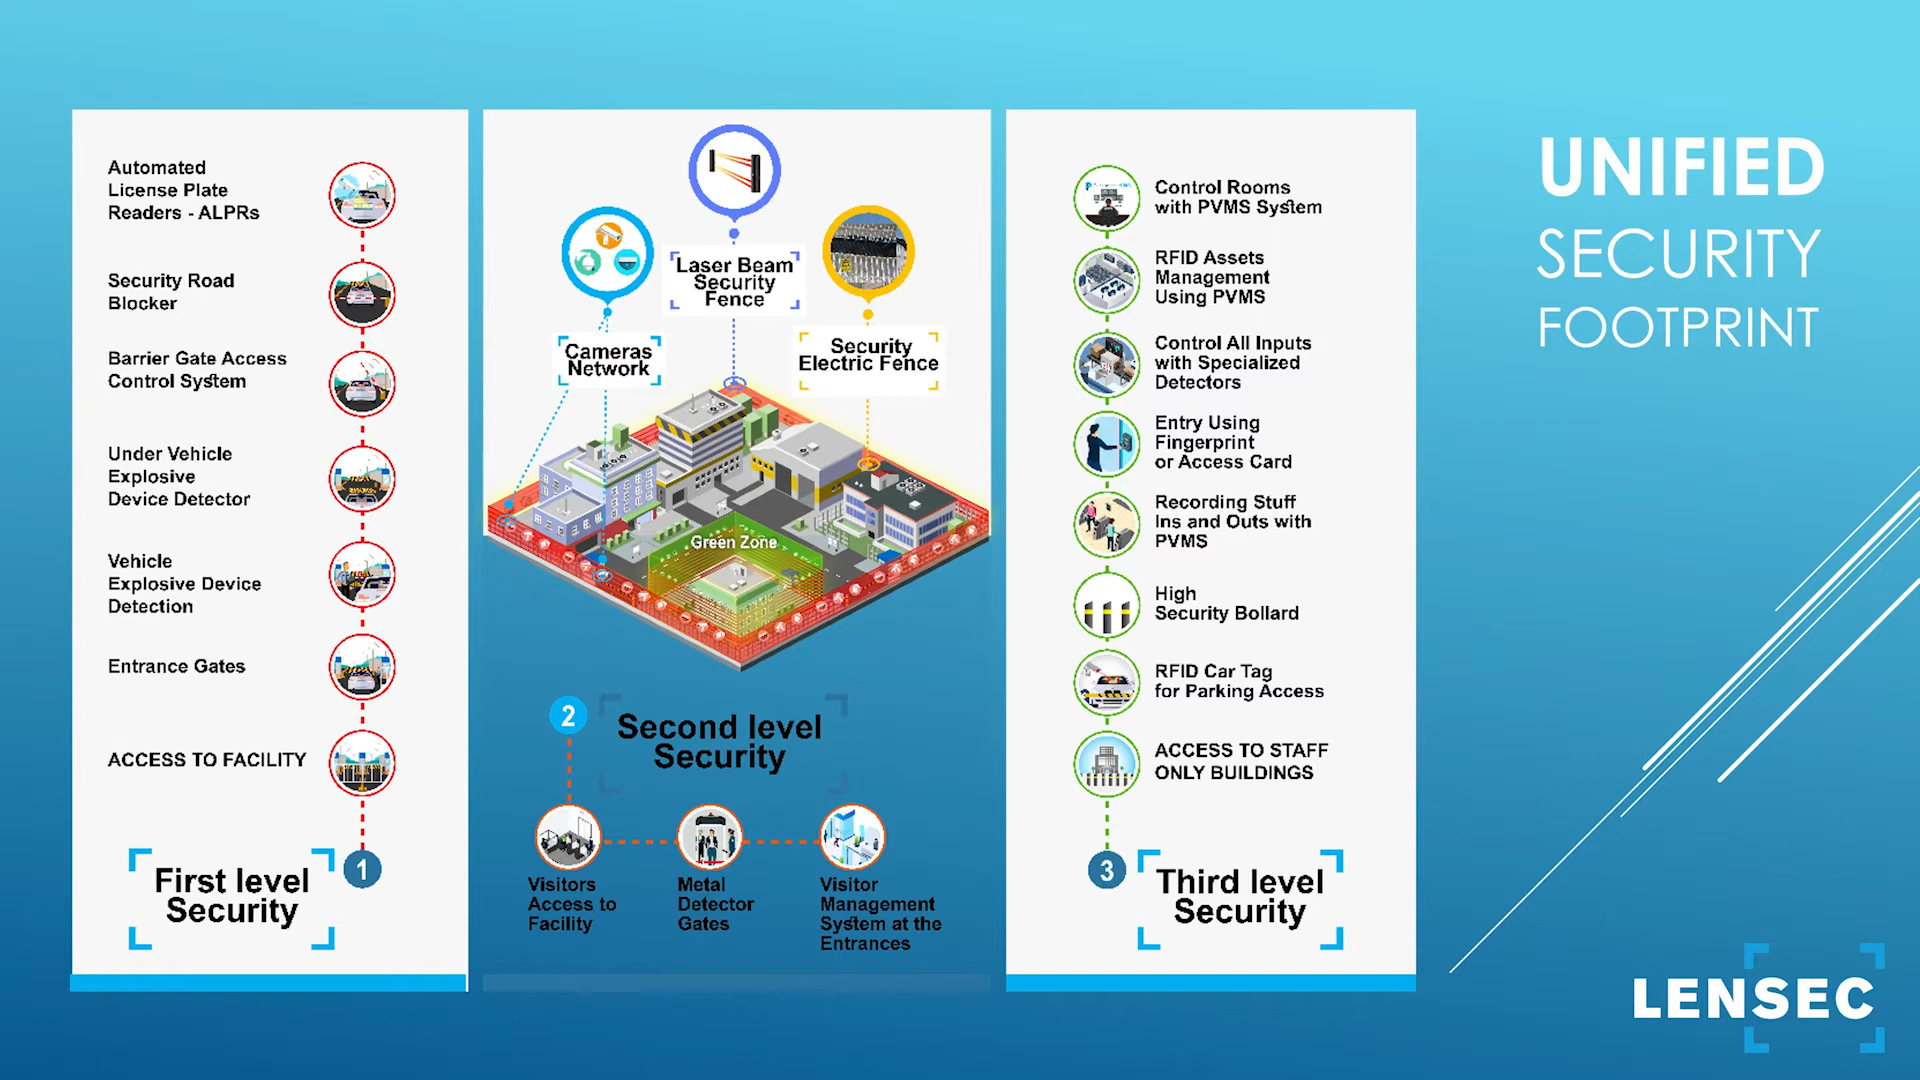 UNIFIED
SECURITY
FOOTPRINT
Automated
License Plate
Readers - ALPRs
Security Road
Blocker
Barrier Gate Access
Control System
Under Vehicle
Explosive
Device Detector
Vehicle
Explosive Device
Detection
Entrance Gates
ACCESS TO FACILITY
First level
Security
1
Laser Beam
Security
Fence
Cameras
Network
Security
Electric Fence
Green Zone
2
Second level
Security
Visitors
Access to
Facility
Metal
Detector
Gates
Visitor
Management
System at the
Entrances
Control Rooms
with PVMS System
RFID Assets
Management
Using PVMS
Control All Inputs
with Specialized
Detectors
Entry Using
Fingerprint
or Access Card
Recording Stuff
Ins and Outs with
PVMS
High
Security Bollard
RFID Car Tag
for Parking Access
ACCESS TO STAFF
ONLY BUILDINGS
3
Third level
Security
LENSEC